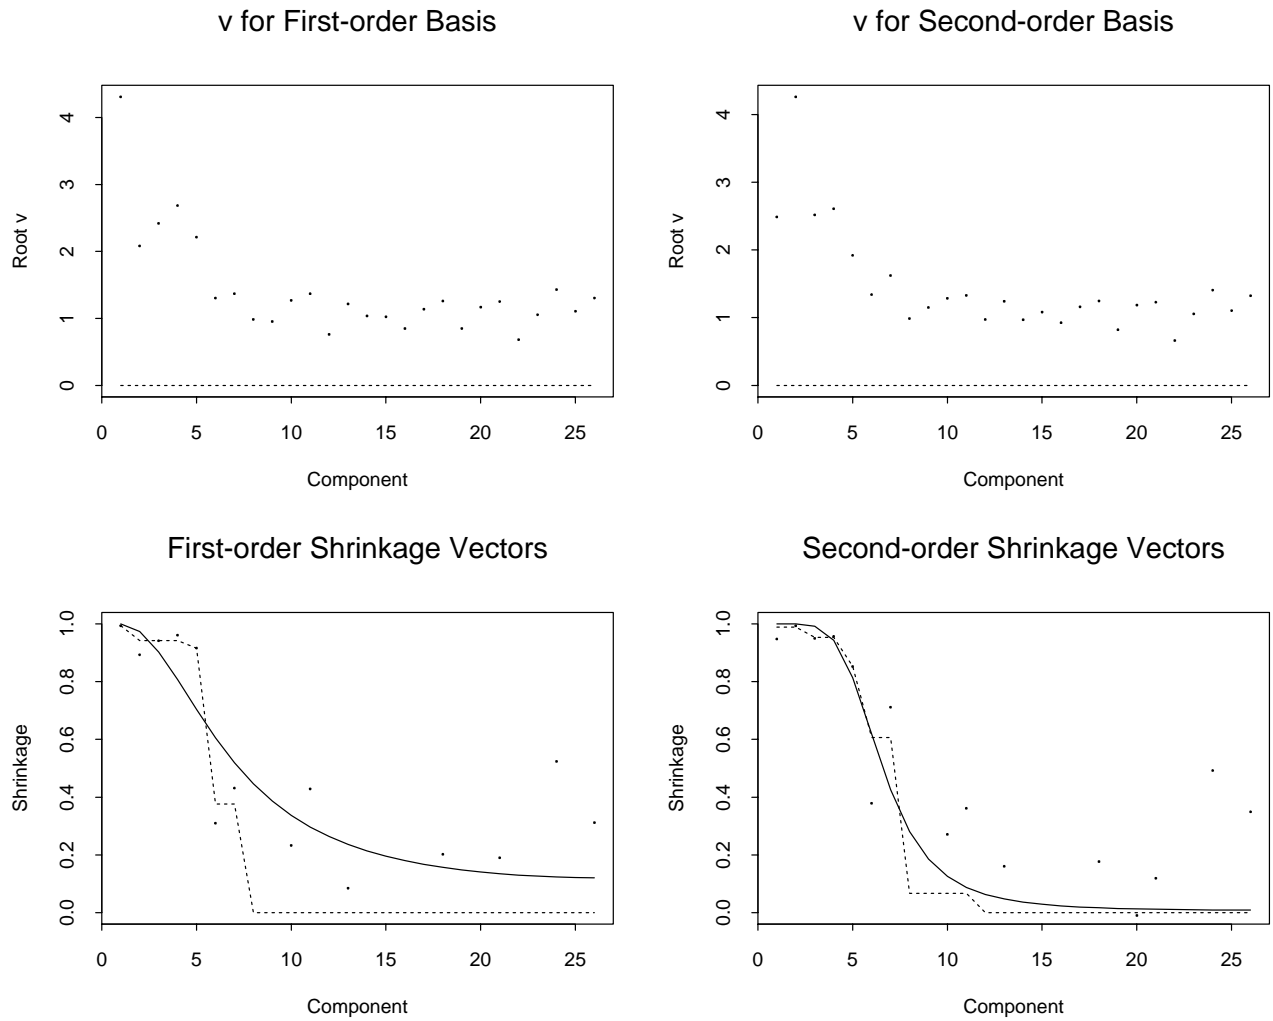 v for First-order Basis
Root v
4
3
2
1
0
0 5 10 15 20 25
Component
v for Second-order Basis
Root v
4
3
2
1
0
0 5 10 15 20 25
Component
First-order Shrinkage Vectors
Shrinkage
1.0
0.8
0.6
0.4
0.2
0.0
0 5 10 15 20 25
Component
Second-order Shrinkage Vectors
Shrinkage
1.0
0.8
0.6
0.4
0.2
0.0
0 5 10 15 20 25
Component